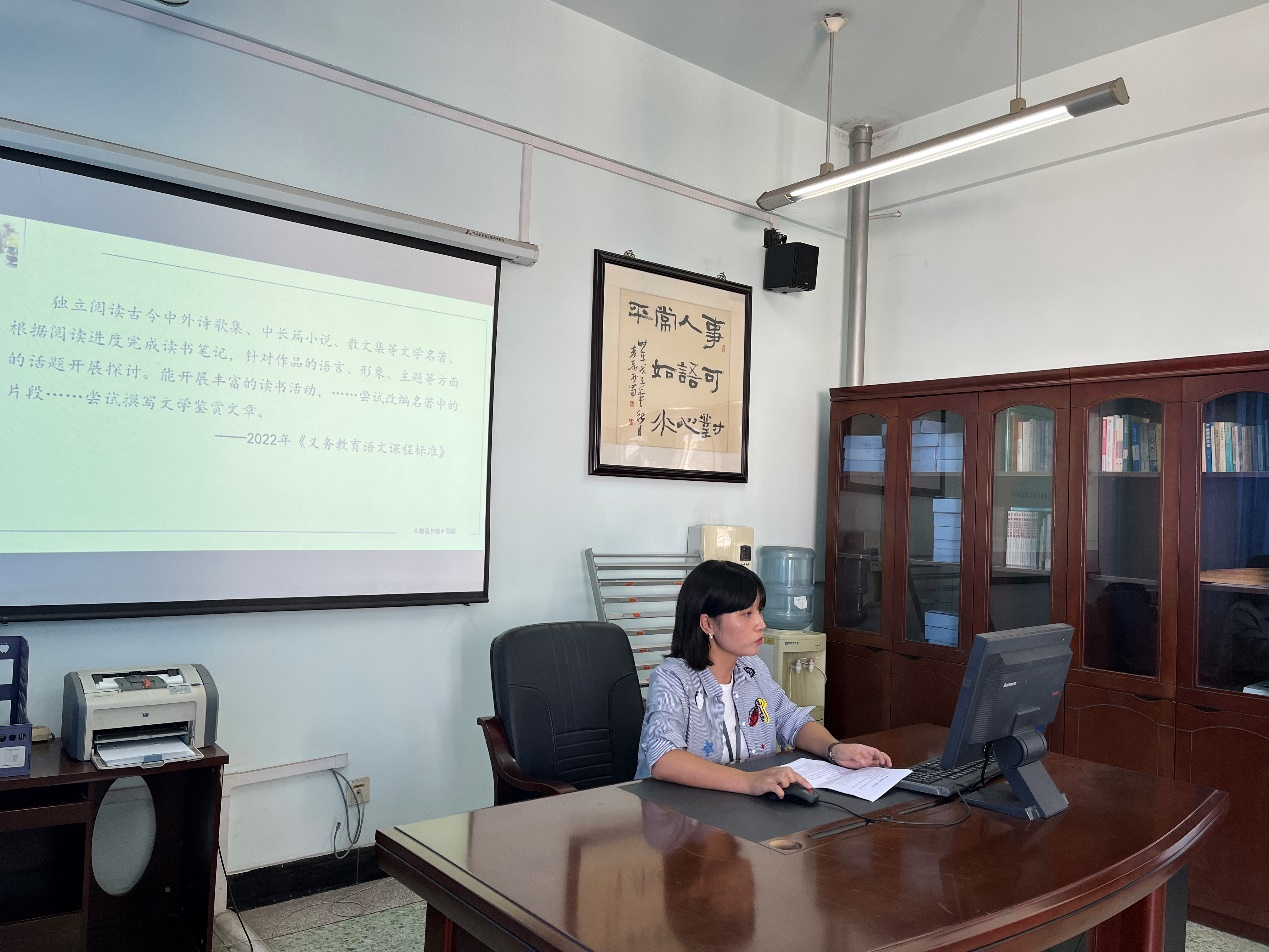 独立阅读古今中外诗歌集、中长篇小说、散文集等文学名著，
根据阅读进度完成读书笔记，针对作品的语言、形象、主题等方面
的话题开展探讨。能开展丰富的读书活动，……尝试改编名著中的
片段……尝试撰写文学鉴赏文章。
——2022年《义务教育语文课程标准》
事可對
人語心
常如水
平
hp
lenovo